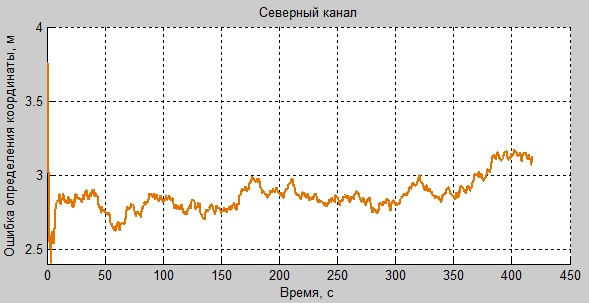 Северный канал
Ошибка определения координаты, м
4
3.5
3
2.5
0 50 100 150 200 250 300 350 400 450
Время, с